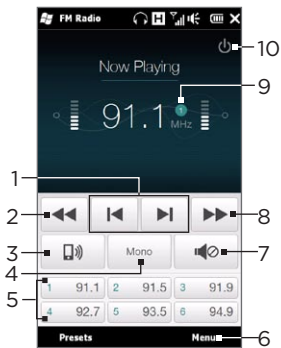 FM Radio H
10
Now Playing
9
91.1 1
MHz
1
2 8
3 Mono 7
4
5
1 91.1 2 91.5 3 91.9
4 92.7 5 93.5 6 94.9
Presets Menu 6